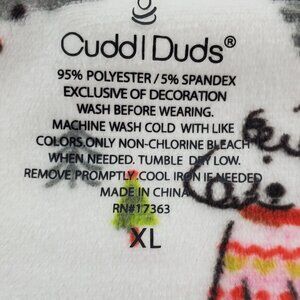 Cudd|Duds®
95% POLYESTER / 5% SPANDEX
EXCLUSIVE OF DECORATION
WASH BEFORE WEARING.
MACHINE WASH COLD WITH LIKE
COLORS.ONLY NON-CHLORINE BLEACH
WHEN NEEDED. TUMBLE DRY LOW.
REMOVE PROMPTLY.COOL IRON IF NEEDED
MADE IN CHINA
RN#17363
XL